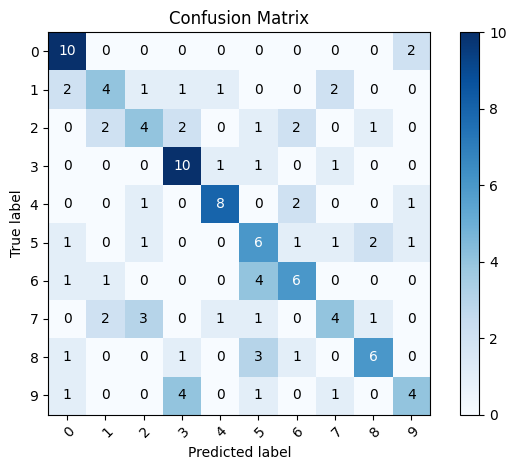 Confusion Matrix
0 10 0 0 0 0 0 0 0 0 2
1 2 4 1 1 1 0 0 2 0 0
2 0 2 4 2 0 1 2 0 1 0
3 0 0 0 10 1 1 0 1 0 0
4 0 0 1 0 8 0 2 0 0 1
5 1 0 1 0 0 6 1 1 2 1
6 1 1 0 0 0 4 6 0 0 0
7 0 2 3 0 1 1 0 4 1 0
8 1 0 0 1 0 3 1 0 6 0
9 1 0 0 4 0 1 0 1 0 4
0 1 2 3 4 5 6 7 8 9
True label
Predicted label
10
8
6
4
2
0